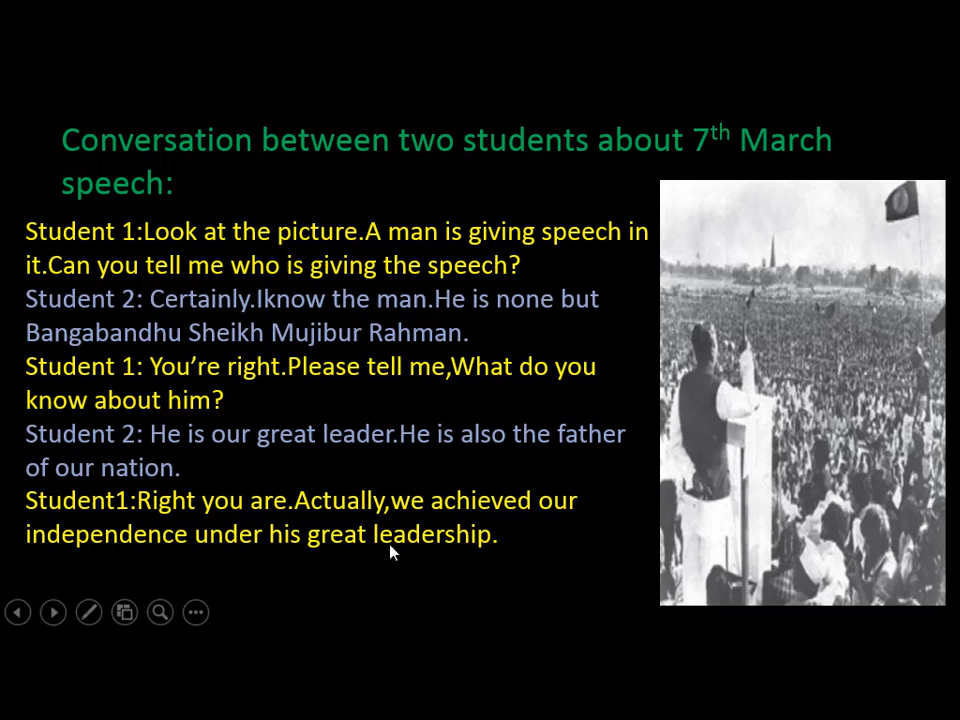 Conversation between two students about 7th March
speech:
Student 1:Look at the picture.A man is giving speech in
it.Can you tell me who is giving the speech?
Student 2: Certainly.Iknow the man.He is none but
Bangabandhu Sheikh Mujibur Rahman.
Student 1: You’re right.Please tell me,What do you
know about him?
Student 2: He is our great leader.He is also the father
of our nation.
Student1:Right you are.Actually,we achieved our
independence under his great leadership.